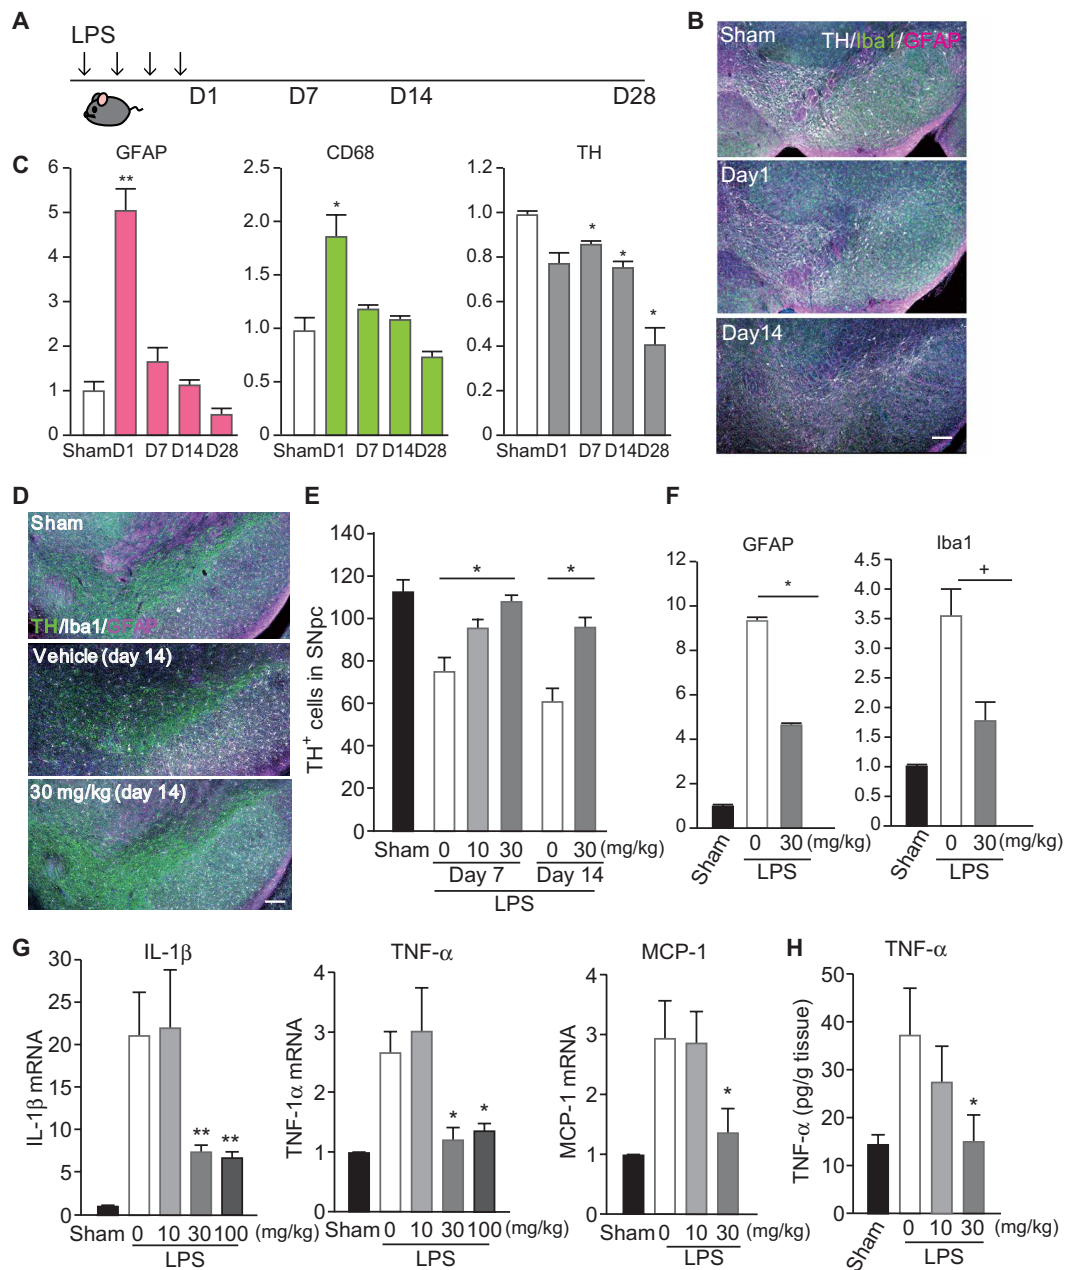 A
LPS
D1 D7 D14 D28
B
Sham
TH/Iba1/GFAP
Day1
Day14
C
GFAP
6
5
4
3
2
1
0
**
Sham D1 D7 D14 D28
CD68
2.5
2.0
1.5
1.0
0.5
0
*
Sham D1 D7 D14 D28
TH
1.2
1.0
0.8
0.6
0.4
0.2
0
* * *
Sham D1 D7 D14 D28
D
Sham
TH/Iba1/GFAP
Vehicle (day 14)
30 mg/kg (day 14)
E
TH+ cells in SNpc
140
120
100
80
60
40
20
0
* *
Sham 0 10 30 0 30 (mg/kg)
Day 7 Day 14
LPS
F
GFAP
12
10
8
6
4
2
0
*
Sham 0 30 (mg/kg)
LPS
Iba1
4.5
4.0
3.5
3.0
2.5
2.0
1.5
1.0
0.5
0
+
Sham 0 30 (mg/kg)
LPS
G
IL-1β
IL-1β mRNA
30
25
20
15
10
5
0
** **
Sham 0 10 30 100 (mg/kg)
LPS
TNF-α
TNF-1α mRNA
4
3
2
1
0
* *
Sham 0 10 30 100 (mg/kg)
LPS
MCP-1
MCP-1 mRNA
4
3
2
1
0
*
Sham 0 10 30 (mg/kg)
LPS
H
TNF-α
TNF-α (pg/g tissue)
50
40
30
20
10
0
*
Sham 0 10 30 (mg/kg)
LPS